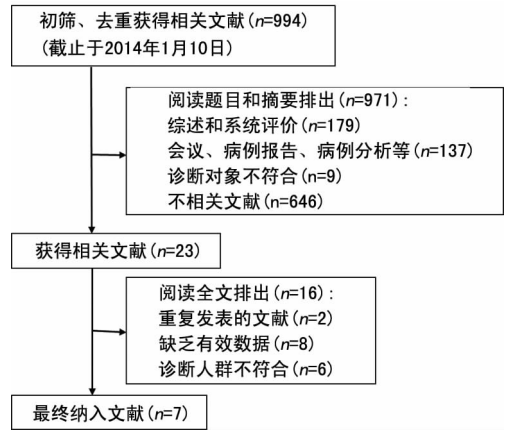 初筛、去重获得相关文献(n=994)
(截止于2014年1月10日)
阅读题目和摘要排出(n=971):
综述和系统评价(n=179)
会议、病例报告、病例分析等(n=137)
诊断对象不符合(n=9)
不相关文献(n=646)
获得相关文献(n=23)
阅读全文排出(n=16):
重复发表的文献(n=2)
缺乏有效数据(n=8)
诊断人群不符合(n=6)
最终纳入文献(n=7)